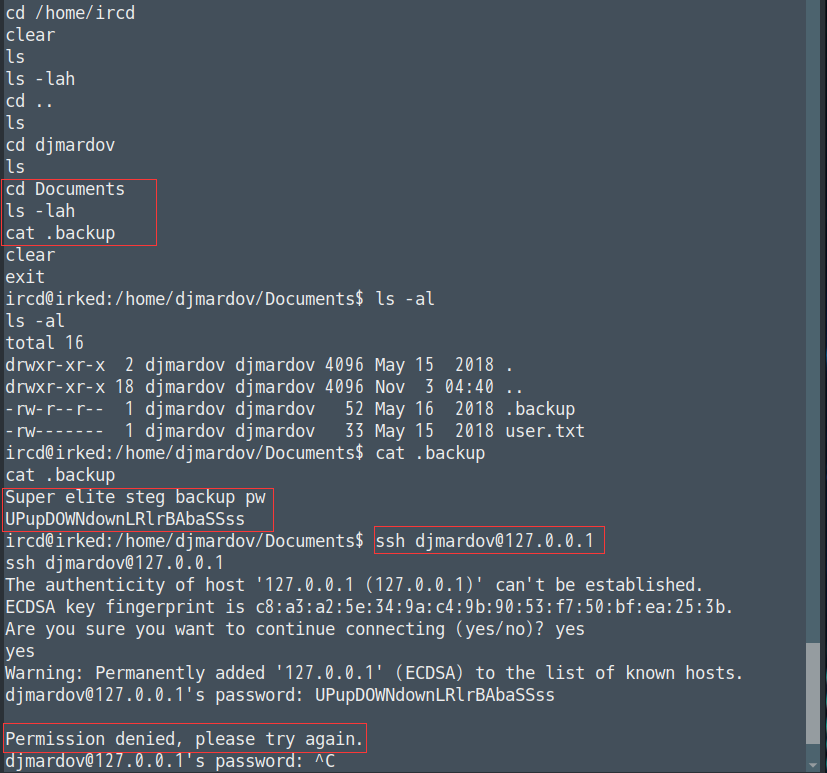 cd /home/ircd
clear
ls
ls -lah
cd ..
ls
cd djmardov
ls
cd Documents
ls -lah
cat .backup
clear
exit
ircd@irked:/home/djmardov/Documents$ ls -al
ls -al
total 16
drwxr-xr-x  2 djmardov djmardov 4096 May 15  2018 .
drwxr-xr-x 18 djmardov djmardov 4096 Nov  3 04:40 ..
-rw-r--r--  1 djmardov djmardov   52 May 16  2018 .backup
-rw-------  1 djmardov djmardov   33 May 15  2018 user.txt
ircd@irked:/home/djmardov/Documents$ cat .backup
cat .backup
Super elite steg backup pw
UPupDOWNdownLRlrBAbaSSss
ircd@irked:/home/djmardov/Documents$ ssh djmardov@127.0.0.1
ssh djmardov@127.0.0.1
The authenticity of host '127.0.0.1 (127.0.0.1)' can't be established.
ECDSA key fingerprint is c8:a3:a2:5e:34:9a:c4:9b:90:53:f7:50:bf:ea:25:3b.
Are you sure you want to continue connecting (yes/no)? yes
yes
Warning: Permanently added '127.0.0.1' (ECDSA) to the list of known hosts.
djmardov@127.0.0.1's password: UPupDOWNdownLRlrBAbaSSss
Permission denied, please try again.
djmardov@127.0.0.1's password: ^C